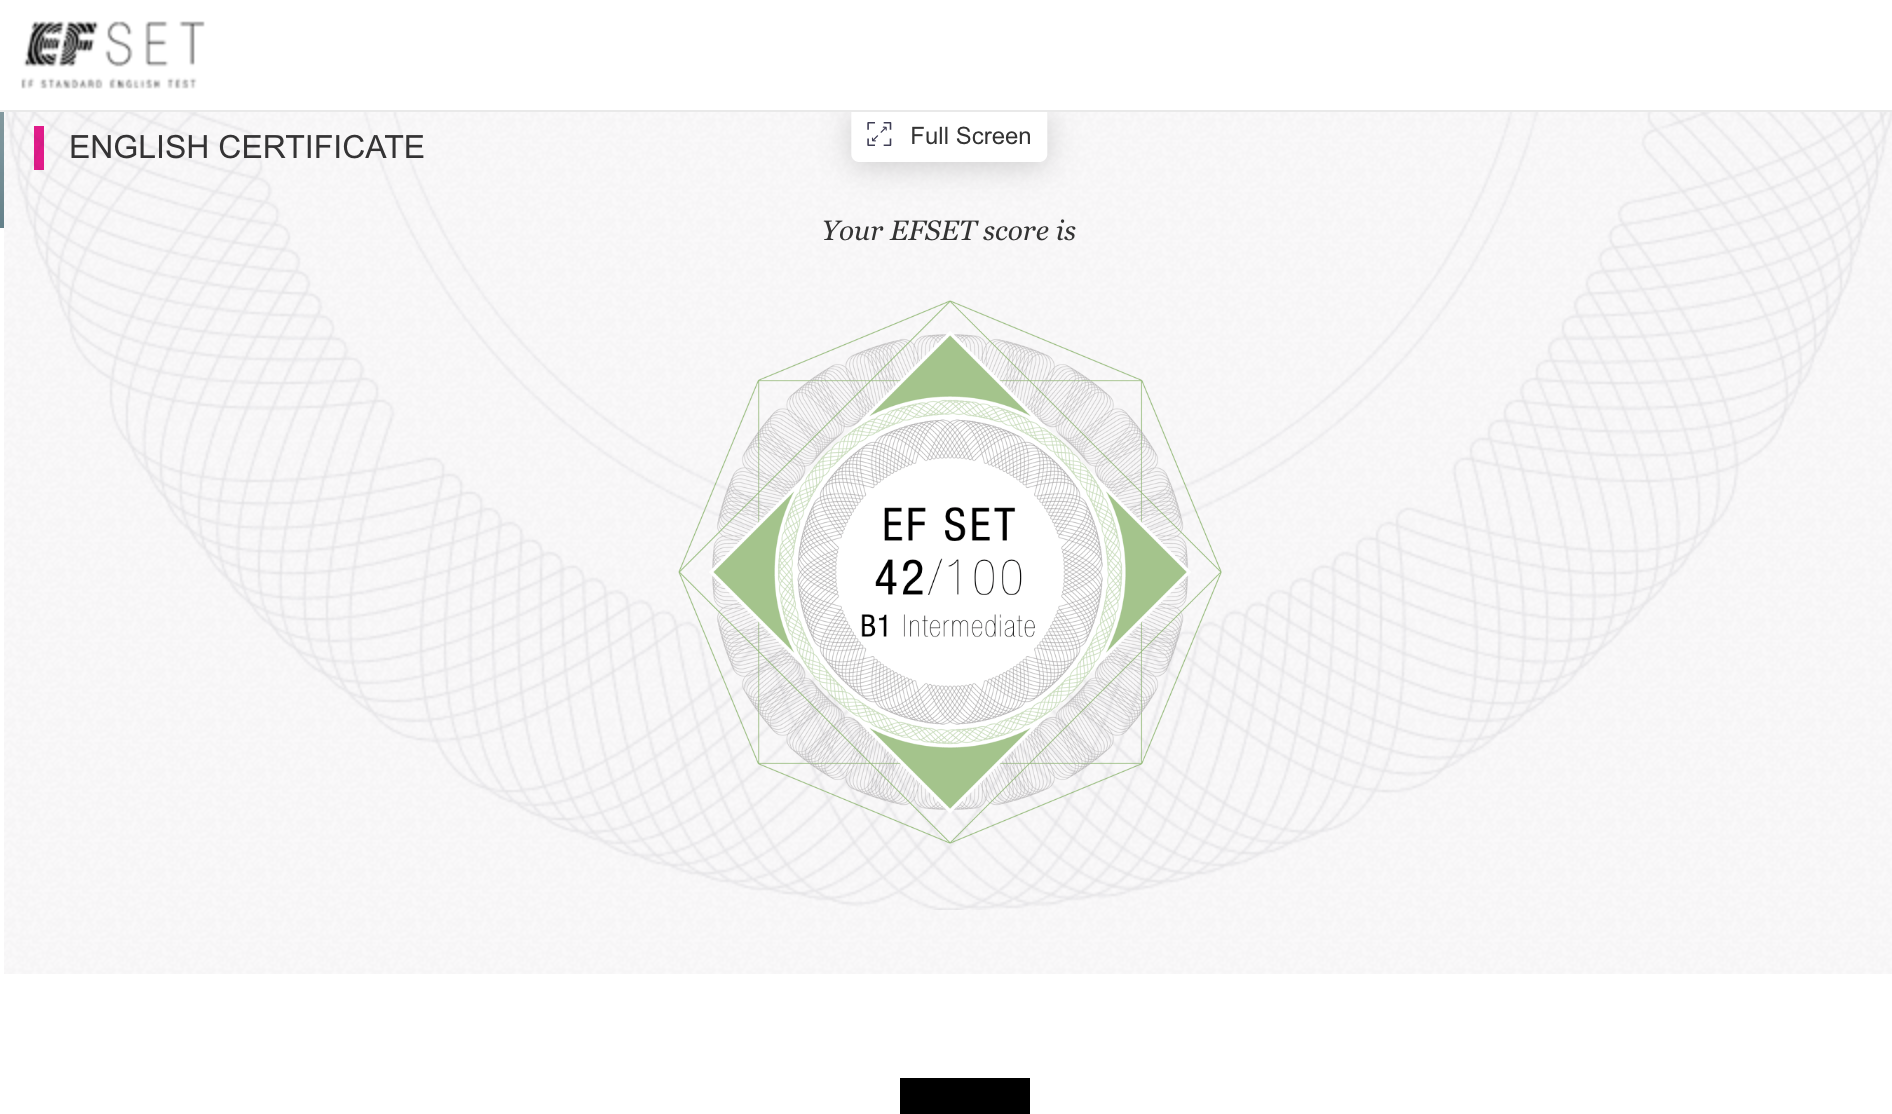 EF SET
EF STANDARD ENGLISH TEST
ENGLISH CERTIFICATE
Full Screen
Your EFSET score is
EF SET
42/100
B1 Intermediate